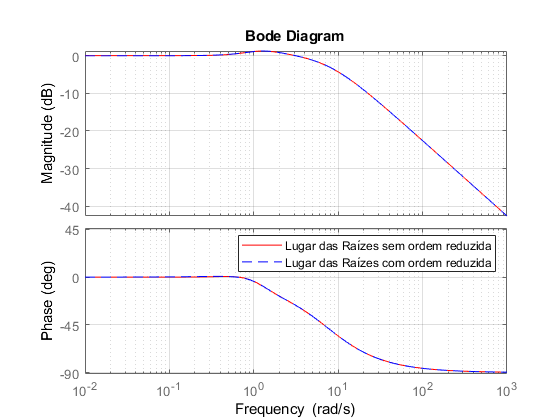 Bode Diagram
Magnitude (dB)
0
-10
-20
-30
-40
Phase (deg)
45
0
-45
-90
Lugar das Raízes sem ordem reduzida
Lugar das Raízes com ordem reduzida
10^-2
10^-1
10^0
10^1
10^2
10^3
Frequency (rad/s)